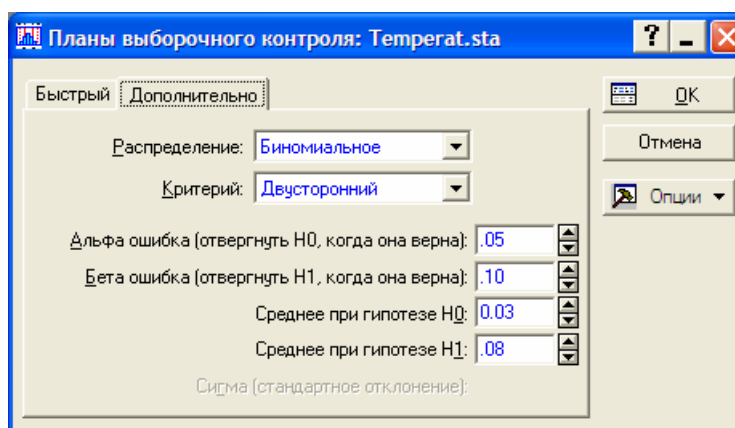 Планы выборочного контроля: Temperat.sta
Быстрый Дополнительно
Распределение: Биномиальное
Критерий: Двусторонний
Альфа ошибка (отвергнуть H0, когда она верна): .05
Бета ошибка (отвергнуть H1, когда она верна): .10
Среднее при гипотезе H0: 0.03
Среднее при гипотезе H1: .08
Сигма (стандартное отклонение):
OK
Отмена
Опции